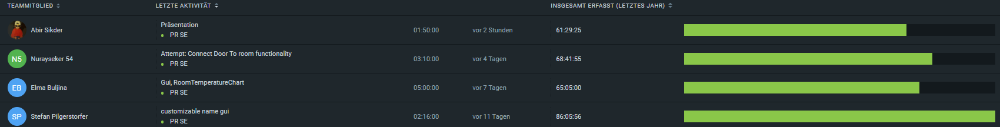 TEAMMITGLIED LETZTE AKTIVITÄT INSGESAMT ERFASST (LETZTES JAHR)
Abir Sikder Präsentation 01:50:00 vor 2 Stunden 61:29:25
PR SE
N5 Nurayseker 54 Attempt: Connect Door To room functionality 03:10:00 vor 4 Tagen 68:41:55
PR SE
EB Elma Buljina Gui, RoomTemperatureChart 05:00:00 vor 7 Tagen 65:05:00
PR SE
SP Stefan Pilgerstorfer customizable name gui 02:16:00 vor 11 Tagen 86:05:56
PR SE